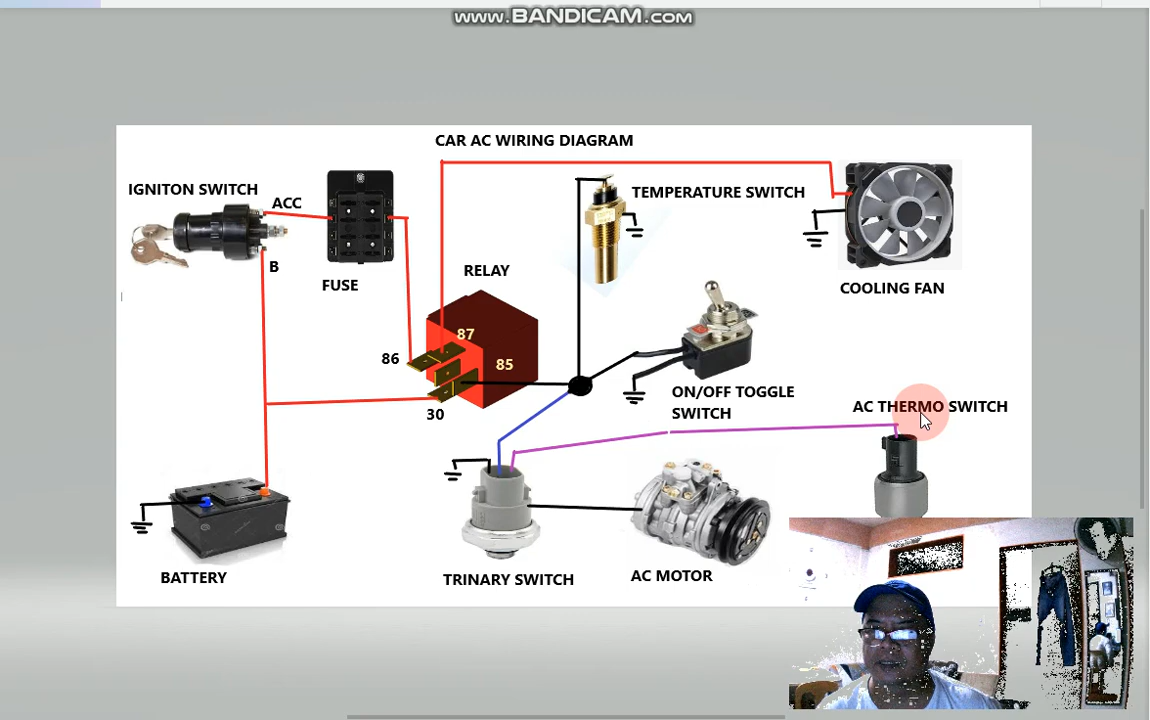 www.BANDICAM.com
CAR AC WIRING DIAGRAM
IGNITON SWITCH
ACC
TEMPERATURE SWITCH
B
RELAY
FUSE
COOLING FAN
87
86
85
30
ON/OFF TOGGLE
SWITCH
AC THERMO SWITCH
BATTERY
TRINARY SWITCH
AC MOTOR